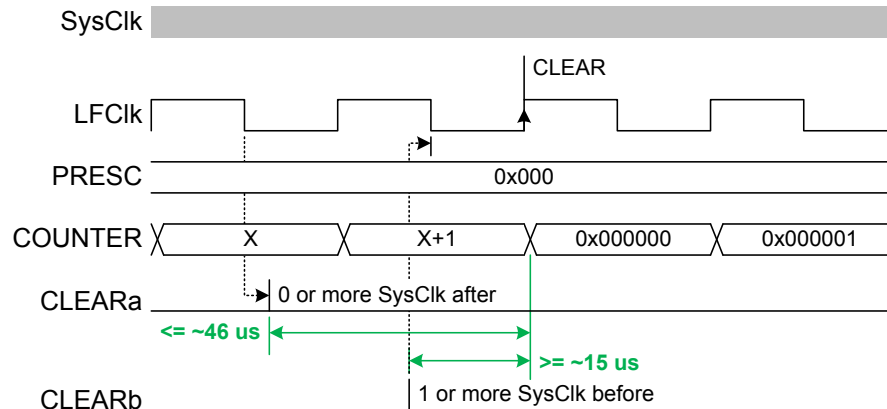 SysClk
CLEAR
LFClk
PRESC
0x000
COUNTER
X
X+1
0x000000
0x000001
CLEARa
0 or more SysClk after
<= ~46 us
>= ~15 us
CLEARb
1 or more SysClk before